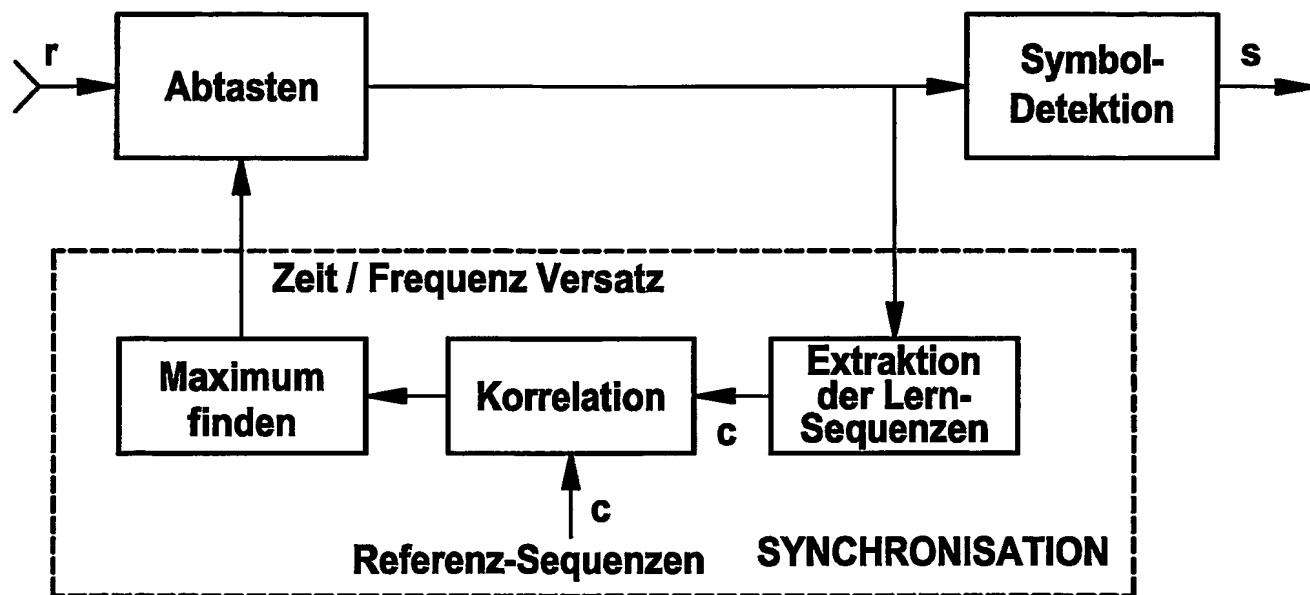 r
Abtasten
Symbol-
Detektion
s
Zeit / Frequenz Versatz
Maximum
finden
Korrelation
c
Extraktion
der Lern-
Sequenzen
c
Referenz-Sequenzen
SYNCHRONISATION